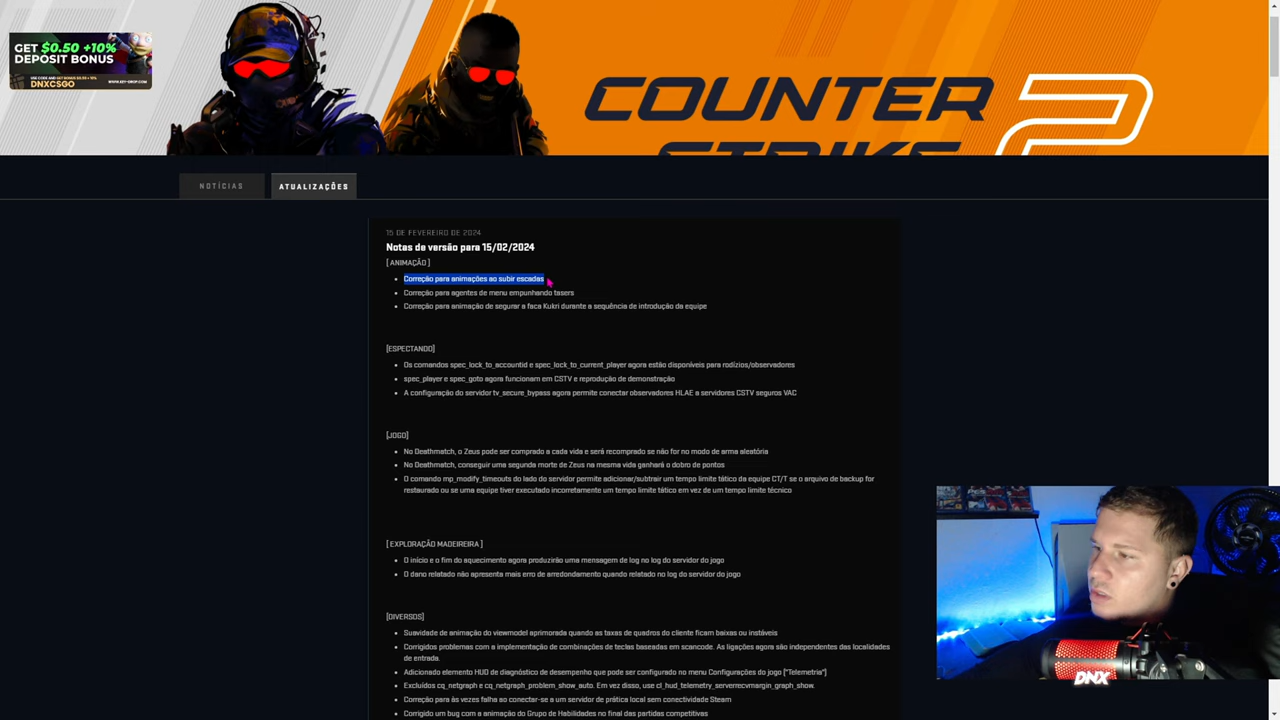 GET $0.50 +10%
DEPOSIT BONUS
USE CODE AND GET BONUS $0.50 + 10%
DNXCSGO
WWW.KEY-DROP.COM
COUNTER
STRIKE
2
NOTÍCIAS
ATUALIZAÇÕES
15 DE FEVEREIRO DE 2024
Notas de versão para 15/02/2024
[ ANIMAÇÃO ]
Correção para animações ao subir escadas
Correção para agentes de menu empunhando tasers
Correção para animação de segurar a faca Kukri durante a sequência de introdução da equipe
[ESPECTANDO]
Os comandos spec_lock_to_accountid e spec_lock_to_current_player agora estão disponíveis para rodízios/observadores
spec_player e spec_goto agora funcionam em CSTV e reprodução de demonstração
A configuração do servidor tv_secure_bypass agora permite conectar observadores HLAE a servidores CSTV seguros VAC
[JOGO]
No Deathmatch, o Zeus pode ser comprado a cada vida e será recomprado se não for no modo de arma aleatória
No Deathmatch, conseguir uma segunda morte de Zeus na mesma vida ganhará o dobro de pontos
O comando mp_modify_timeouts do lado do servidor permite adicionar/subtrair um tempo limite tático da equipe CT/T se o arquivo de backup for
restaurado ou se uma equipe tiver executado incorretamente um tempo limite tático em vez de um tempo limite técnico
[ EXPLORAÇÃO MADEIREIRA ]
O início e o fim do aquecimento agora produzirão uma mensagem de log no log do servidor do jogo
O dano relatado não apresenta mais erro de arredondamento quando relatado no log do servidor do jogo
[DIVERSOS]
Suavidade de animação do viewmodel aprimorada quando as taxas de quadros do cliente ficam baixas ou instáveis
Corrigidos problemas com a implementação de combinações de teclas baseadas em scancode. As ligações agora são independentes das localidades
de entrada.
Adicionado elemento HUD de diagnóstico de desempenho que pode ser configurado no menu Configurações do jogo ["Telemetria"]
Excluídos cq_netgraph e cq_netgraph_problem_show_auto. Em vez disso, use cl_hud_telemetry_serverrecvmargin_graph_show.
Correção para às vezes falha ao conectar-se a um servidor de prática local sem conectividade Steam
Corrigido um bug com a animação do Grupo de Habilidades no final das partidas competitivas
DNX